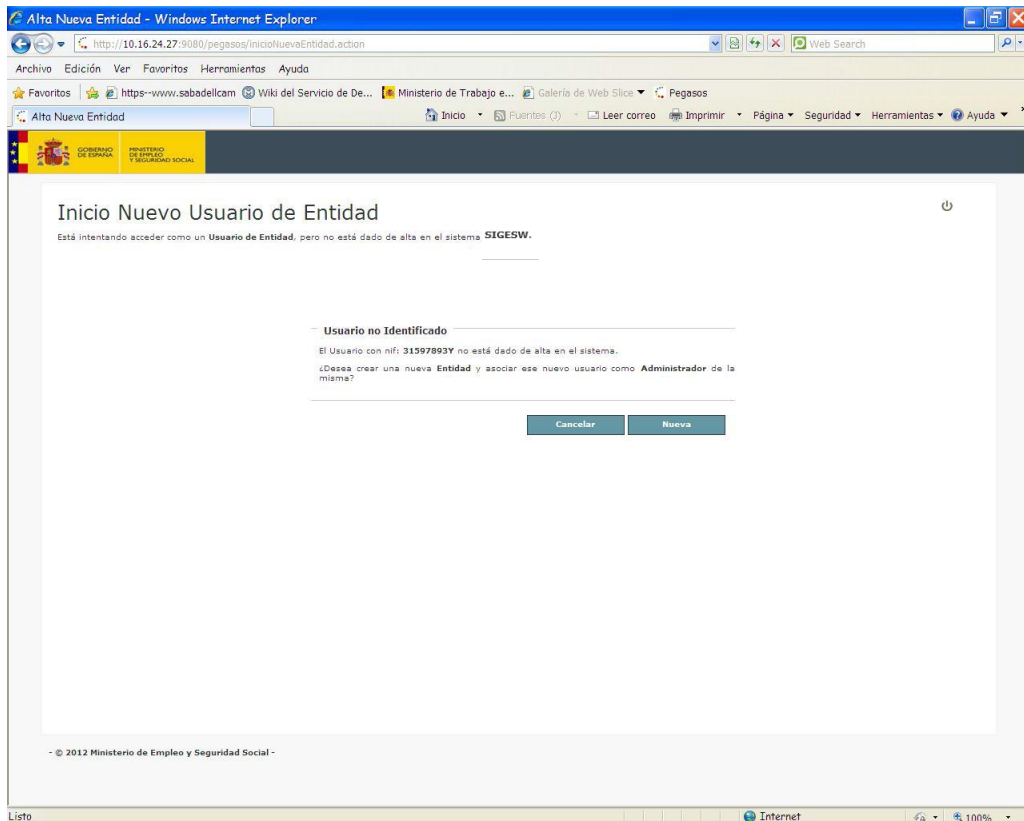 Alta Nueva Entidad - Windows Internet Explorer
http://10.16.24.27:9080/pegasos/inicioNuevaEntidad.action
Web Search
Archivo Edición Ver Favoritos Herramientas Ayuda
Favoritos https--www.sabadellcam Wiki del Servicio de De... Ministerio de Trabajo e... Galería de Web Slice Pegasos
Alta Nueva Entidad
Inicio Fuentes (J) Leer correo Imprimir Página Seguridad Herramientas Ayuda
GOBIERNO DE ESPAÑA
MINISTERIO DE EMPLEO Y SEGURIDAD SOCIAL
Inicio Nuevo Usuario de Entidad
Está intentando acceder como un Usuario de Entidad, pero no está dado de alta en el sistema SIGESW.
Usuario no Identificado
El Usuario con nif: 31597893Y no está dado de alta en el sistema.
¿Desea crear una nueva Entidad y asociar ese nuevo usuario como Administrador de la
misma?
Cancelar Nueva
- © 2012 Ministerio de Empleo y Seguridad Social -
Listo
Internet
100%